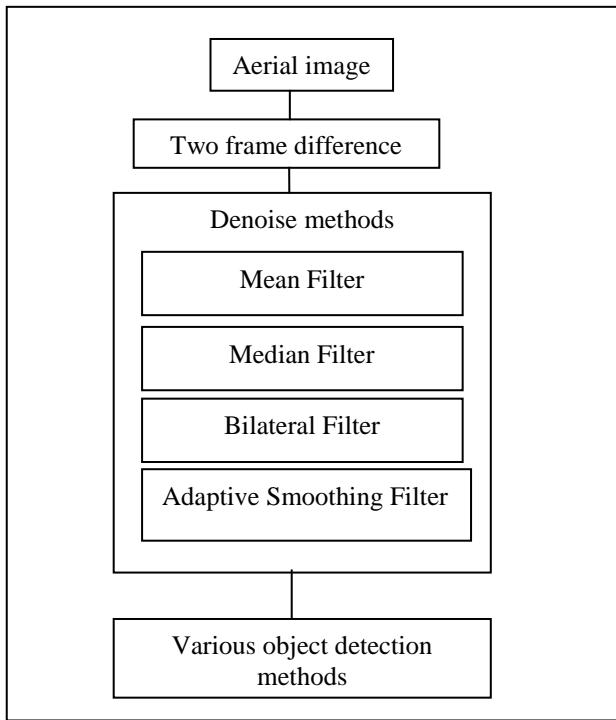 Aerial image
Two frame difference
Denoise methods
Mean Filter
Median Filter
Bilateral Filter
Adaptive Smoothing Filter
Various object detection
methods